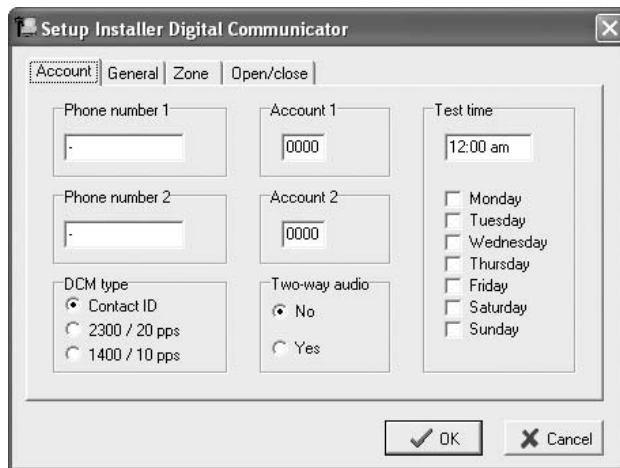 Setup Installer Digital Communicator
Account General Zone Open/close
Phone number 1
-
Account 1
0000
Test time
12:00 am
Phone number 2
-
Account 2
0000
Monday
Tuesday
Wednesday
Thursday
Friday
Saturday
Sunday
DCM type
Contact ID
2300 / 20 pps
1400 / 10 pps
Two-way audio
No
Yes
OK Cancel